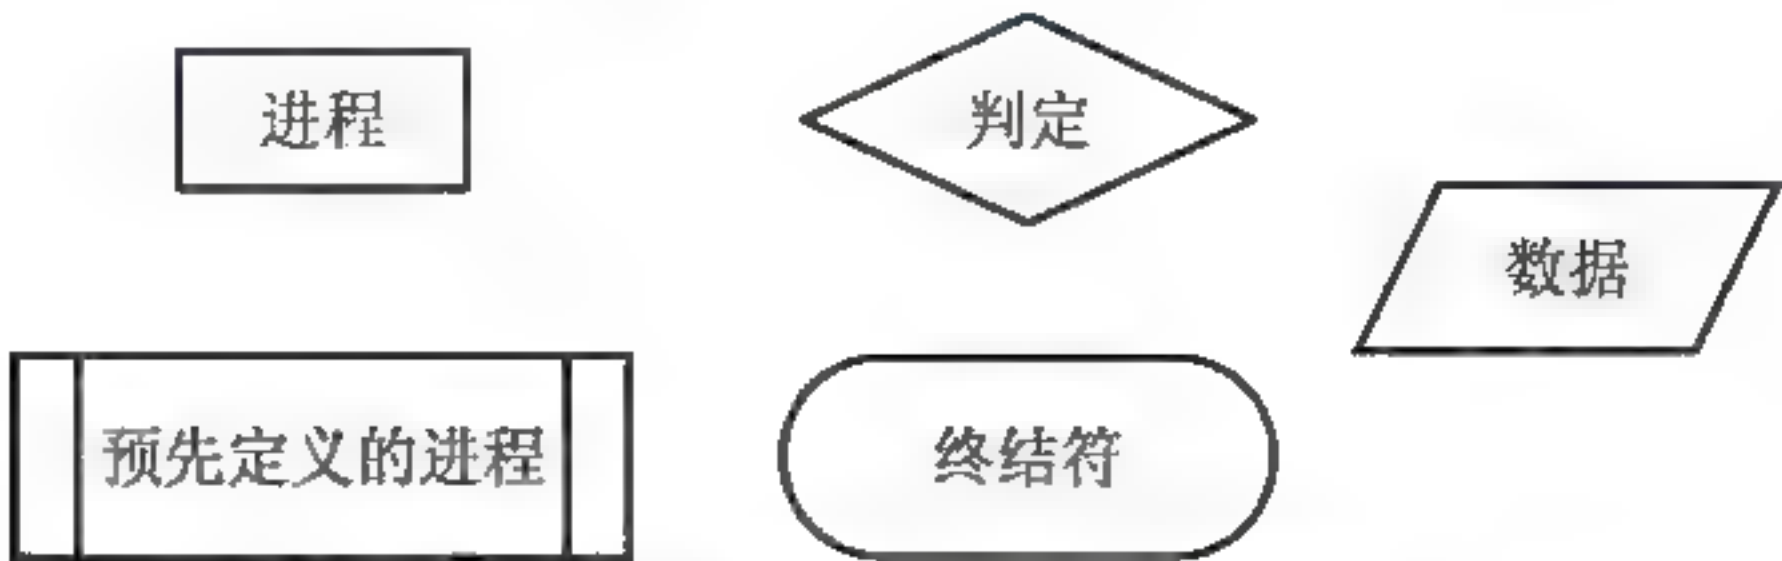 进程
判定
数据
预先定义的进程
终结符